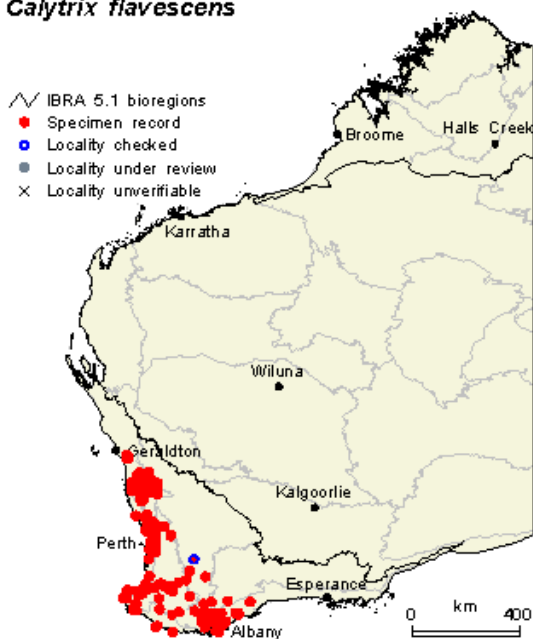 Calytrix flavescens
IBRA 5.1 bioregions
Specimen record
Locality checked
Locality under review
Locality unverifiable
Broome
Halls Creek
Karratha
Wiluna
Geraldton
Kalgoorlie
Perth
Esperance
Albany
0 km 400